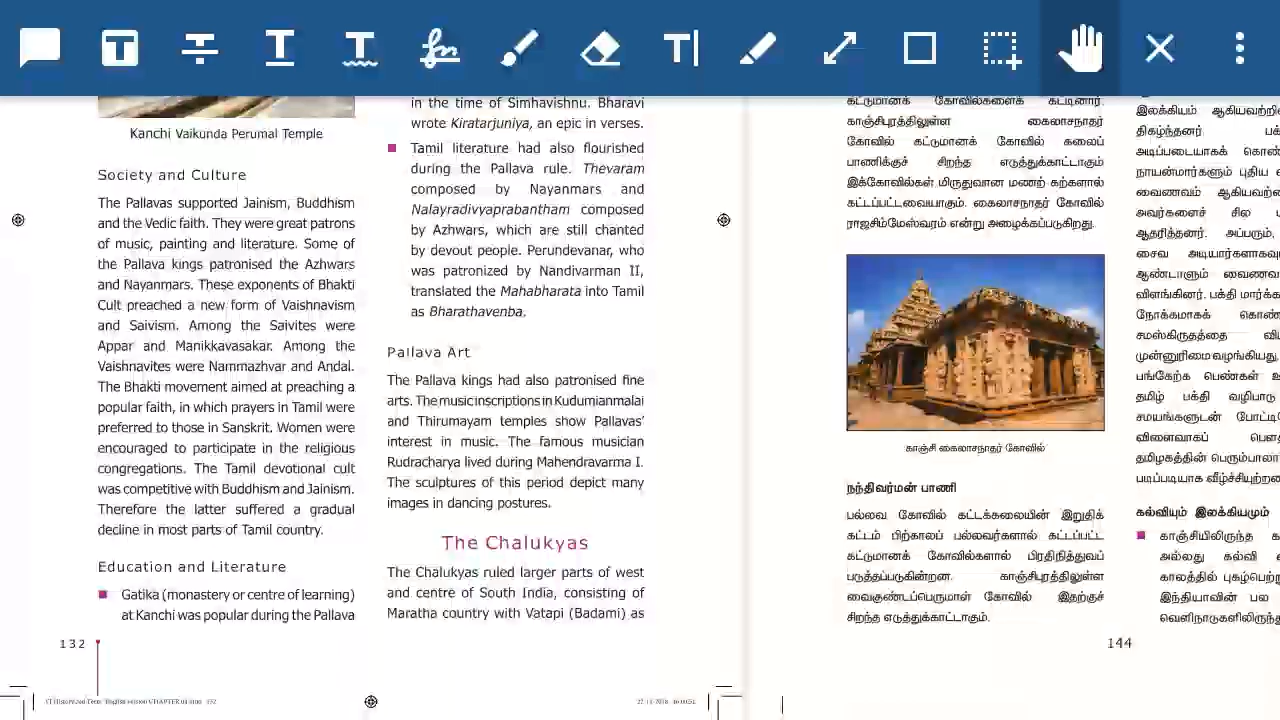 Kanchi Vaikunda Perumal Temple
Society and Culture
The Pallavas supported Jainism, Buddhism
and the Vedic faith. They were great patrons
of music, painting and literature. Some of
the Pallava kings patronised the Azhwars
and Nayanmars. These exponents of Bhakti
Cult preached a new form of Vaishnavism
and Saivism. Among the Saivites were
Appar and Manikkavasakar. Among the
Vaishnavites were Nammazhvar and Andal.
The Bhakti movement aimed at preaching a
popular faith, in which prayers in Tamil were
preferred to those in Sanskrit. Women were
encouraged to participate in the religious
congregations. The Tamil devotional cult
was competitive with Buddhism and Jainism.
Therefore the latter suffered a gradual
decline in most parts of Tamil country.
Education and Literature
Gatika (monastery or centre of learning)
at Kanchi was popular during the Pallava
132
in the time of Simhavishnu. Bharavi
wrote Kiratarjuniya, an epic in verses.
Tamil literature had also flourished
during the Pallava rule. Thevaram
composed by Nayanmars and
Nalayradivyaprabantham composed
by Azhwars, which are still chanted
by devout people. Perundevanar, who
was patronized by Nandivarman II,
translated the Mahabharata into Tamil
as Bharathavenba.
Pallava Art
The Pallava kings had also patronised fine
arts. The music inscriptions in Kudumianmalai
and Thirumayam temples show Pallavas'
interest in music. The famous musician
Rudracharya lived during Mahendravarma I.
The sculptures of this period depict many
images in dancing postures.
The Chalukyas
The Chalukyas ruled larger parts of west
and centre of South India, consisting of
Maratha country with Vatapi (Badami) as
கட்டுமானக் கோவில்களைக் கட்டினார்.
காஞ்சிபுரத்திலுள்ள கைலாசநாதர்
கோவில் கட்டுமானக் கோவில் கலைப்
பாணிக்குச் சிறந்த எடுத்துக்காட்டாகும்
இக்கோவில்கள் மிருதுவான மணற் கற்களால்
கட்டப்பட்டவையாகும். கைலாசநாதர் கோவில்
ராஜசிம்மேஸ்வரம் என்று அழைக்கப்படுகிறது.
காஞ்சி கைலாசநாதர் கோவில்
நந்திவர்மன் பாணி
பல்லவ கோவில் கட்டக்கலையின் இறுதிக்
கட்டம் பிற்காலப் பல்லவர்களால் கட்டப்பட்ட
கட்டுமானக் கோவில்களால் பிரதிநித்துவப்
படுத்தப்படுகின்றன. காஞ்சிபுரத்திலுள்ள
வைகுண்டப்பெருமாள் கோவில் இதற்குச்
சிறந்த எடுத்துக்காட்டாகும்.
144
இலக்கியம்
திகழ்ந்தனர்.
அடிப்படையாகக்
நாயன்மார்களும் புதிய
வைணவம்
அவர்களைச் சில
ஆதரித்தனர். அப்பரும்,
சைவ
ஆண்டாளும்
விளங்கினர். பக்தி
நோக்கமாகக்
சமஸ்கிருதத்தை
முன்னுரிமை வழங்கியது.
பங்கேற்க பெண்கள்
தமிழ் பக்தி வழிபாடு
சமயங்களுடன்
விளைவாகப்
தமிழகத்தின்
படிப்படியாக
கல்வியும் இலக்கியமும்
காஞ்சியிலிருந்த
அல்லது கல்வி
காலத்தில்
இந்தியாவின் பல